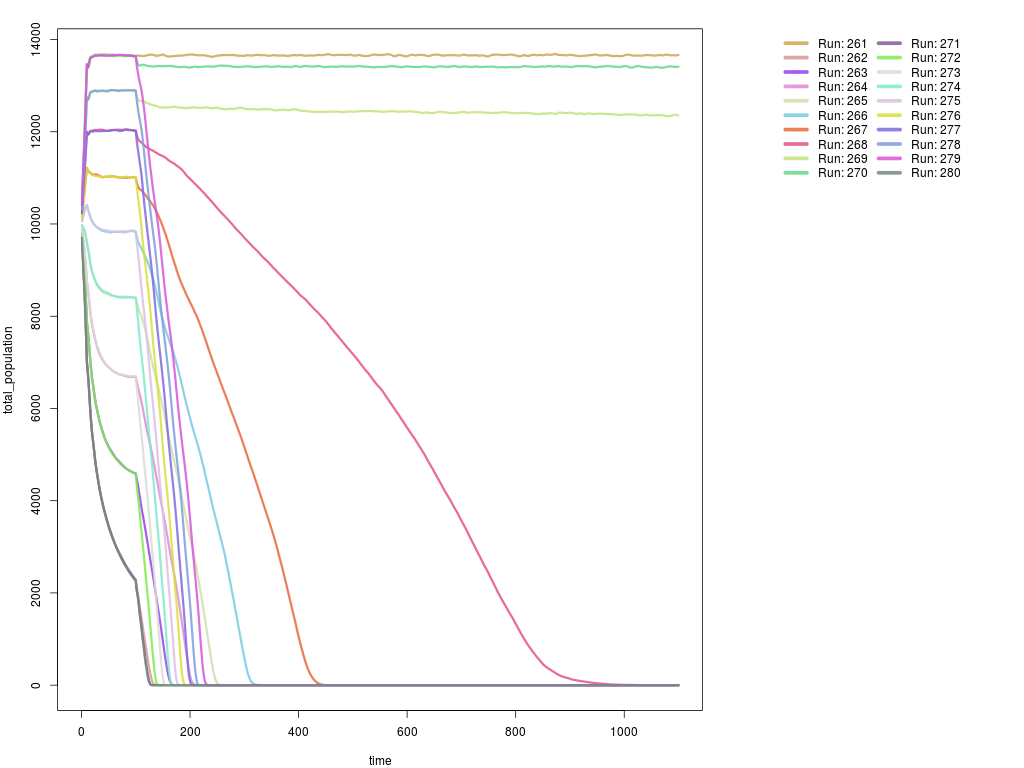 14000
12000
10000
8000
6000
4000
2000
0
total_population
0 200 400 600 800 1000
time
Run: 261 Run: 271
Run: 262 Run: 272
Run: 263 Run: 273
Run: 264 Run: 274
Run: 265 Run: 275
Run: 266 Run: 276
Run: 267 Run: 277
Run: 268 Run: 278
Run: 269 Run: 279
Run: 270 Run: 280